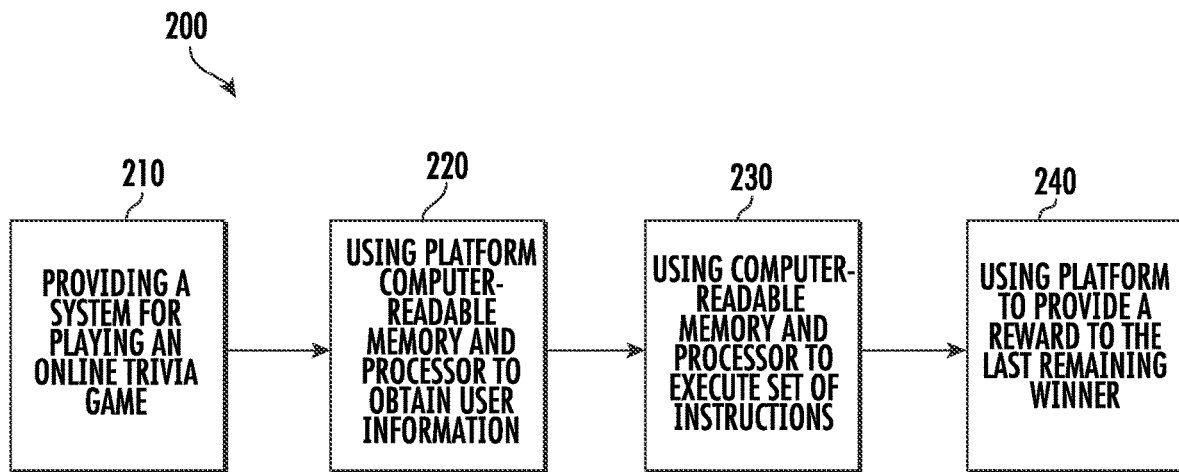 200
210
PROVIDING A
SYSTEM FOR
PLAYING AN
ONLINE TRIVIA
GAME
220
USING PLATFORM
COMPUTER-
READABLE
MEMORY AND
PROCESSOR TO
OBTAIN USER
INFORMATION
230
USING COMPUTER-
READABLE
MEMORY AND
PROCESSOR TO
EXECUTE SET OF
INSTRUCTIONS
240
USING PLATFORM
TO PROVIDE A
REWARD TO THE
LAST REMAINING
WINNER